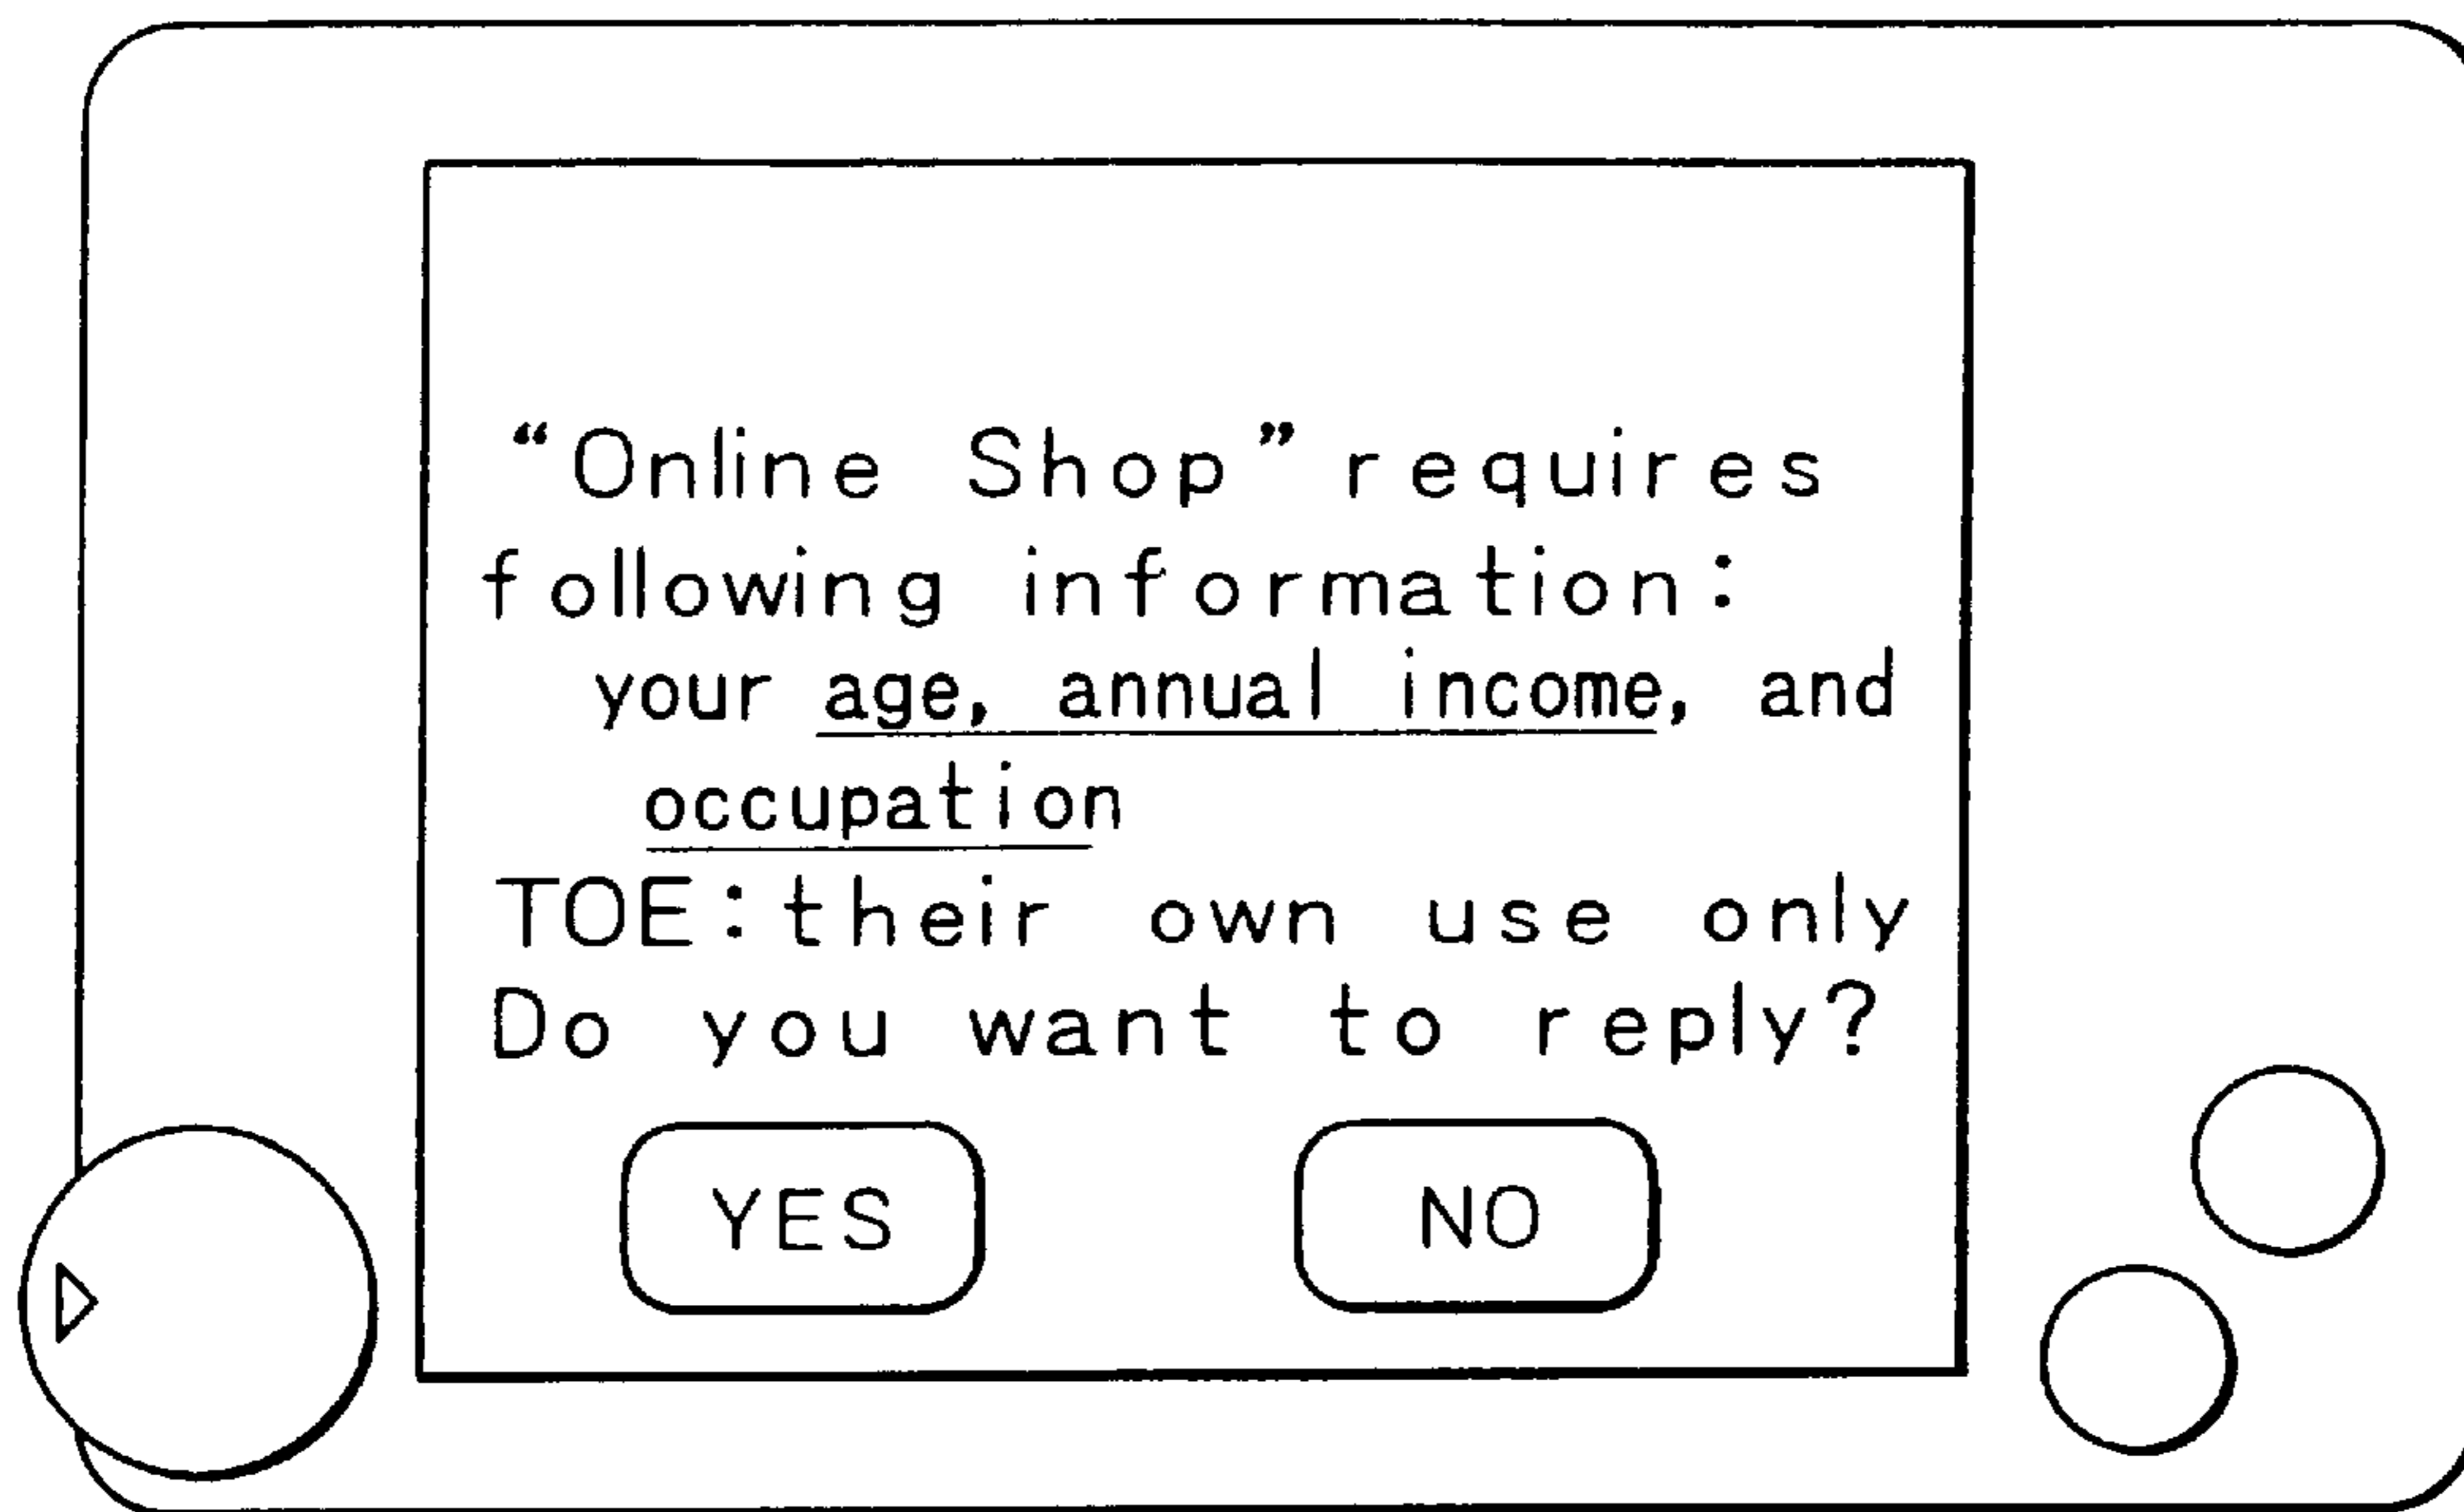 “Online Shop” requires
following information:
your age, annual income, and
occupation
TOE:their own use only
Do you want to reply?
YES NO